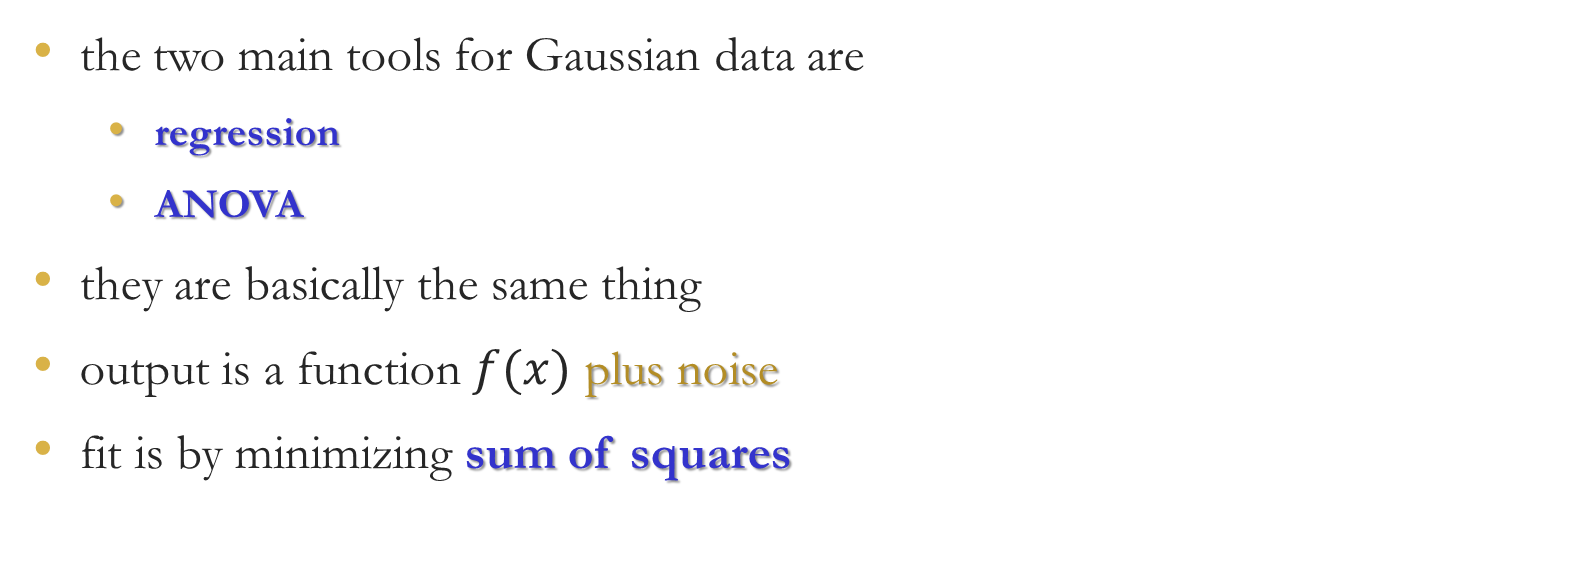 • the two main tools for Gaussian data are
• regression
• ANOVA
• they are basically the same thing
• output is a function f(x) plus noise
• fit is by minimizing sum of squares